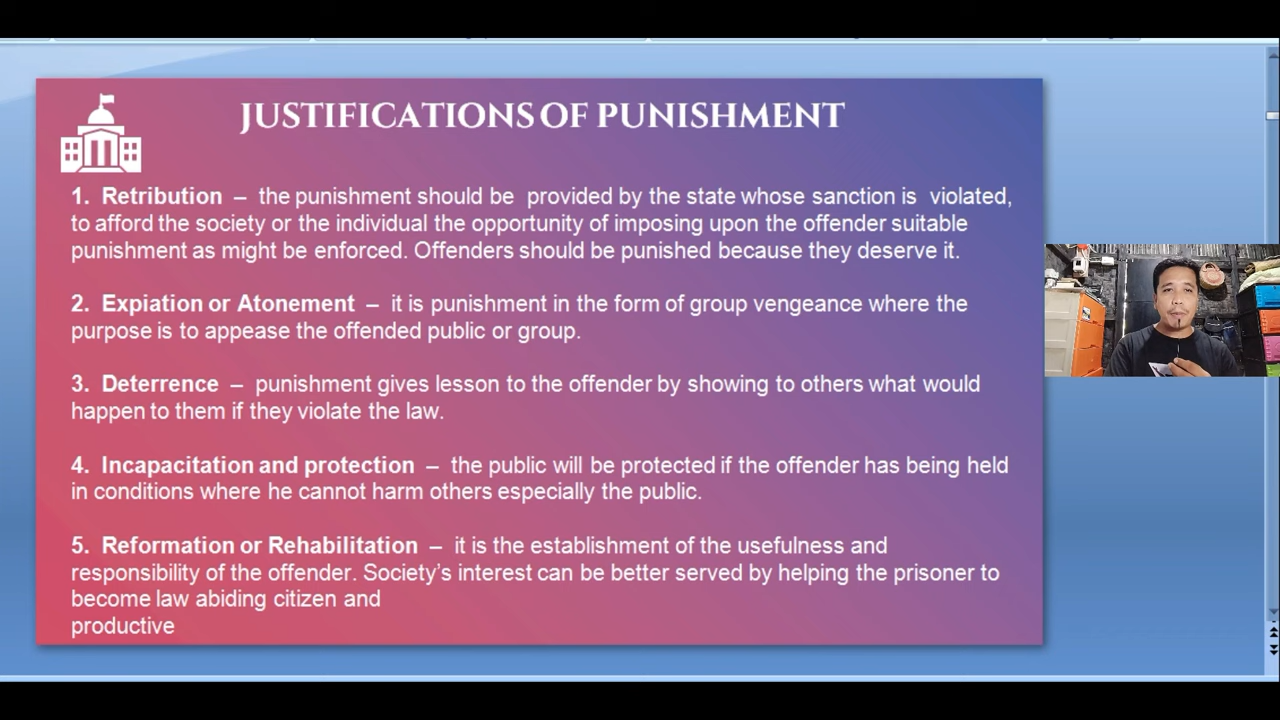 JUSTIFICATIONS OF PUNISHMENT
1. Retribution – the punishment should be provided by the state whose sanction is violated,
to afford the society or the individual the opportunity of imposing upon the offender suitable
punishment as might be enforced. Offenders should be punished because they deserve it.
2. Expiation or Atonement – it is punishment in the form of group vengeance where the
purpose is to appease the offended public or group.
3. Deterrence – punishment gives lesson to the offender by showing to others what would
happen to them if they violate the law.
4. Incapacitation and protection – the public will be protected if the offender has being held
in conditions where he cannot harm others especially the public.
5. Reformation or Rehabilitation – it is the establishment of the usefulness and
responsibility of the offender. Society’s interest can be better served by helping the prisoner to
become law abiding citizen and
productive